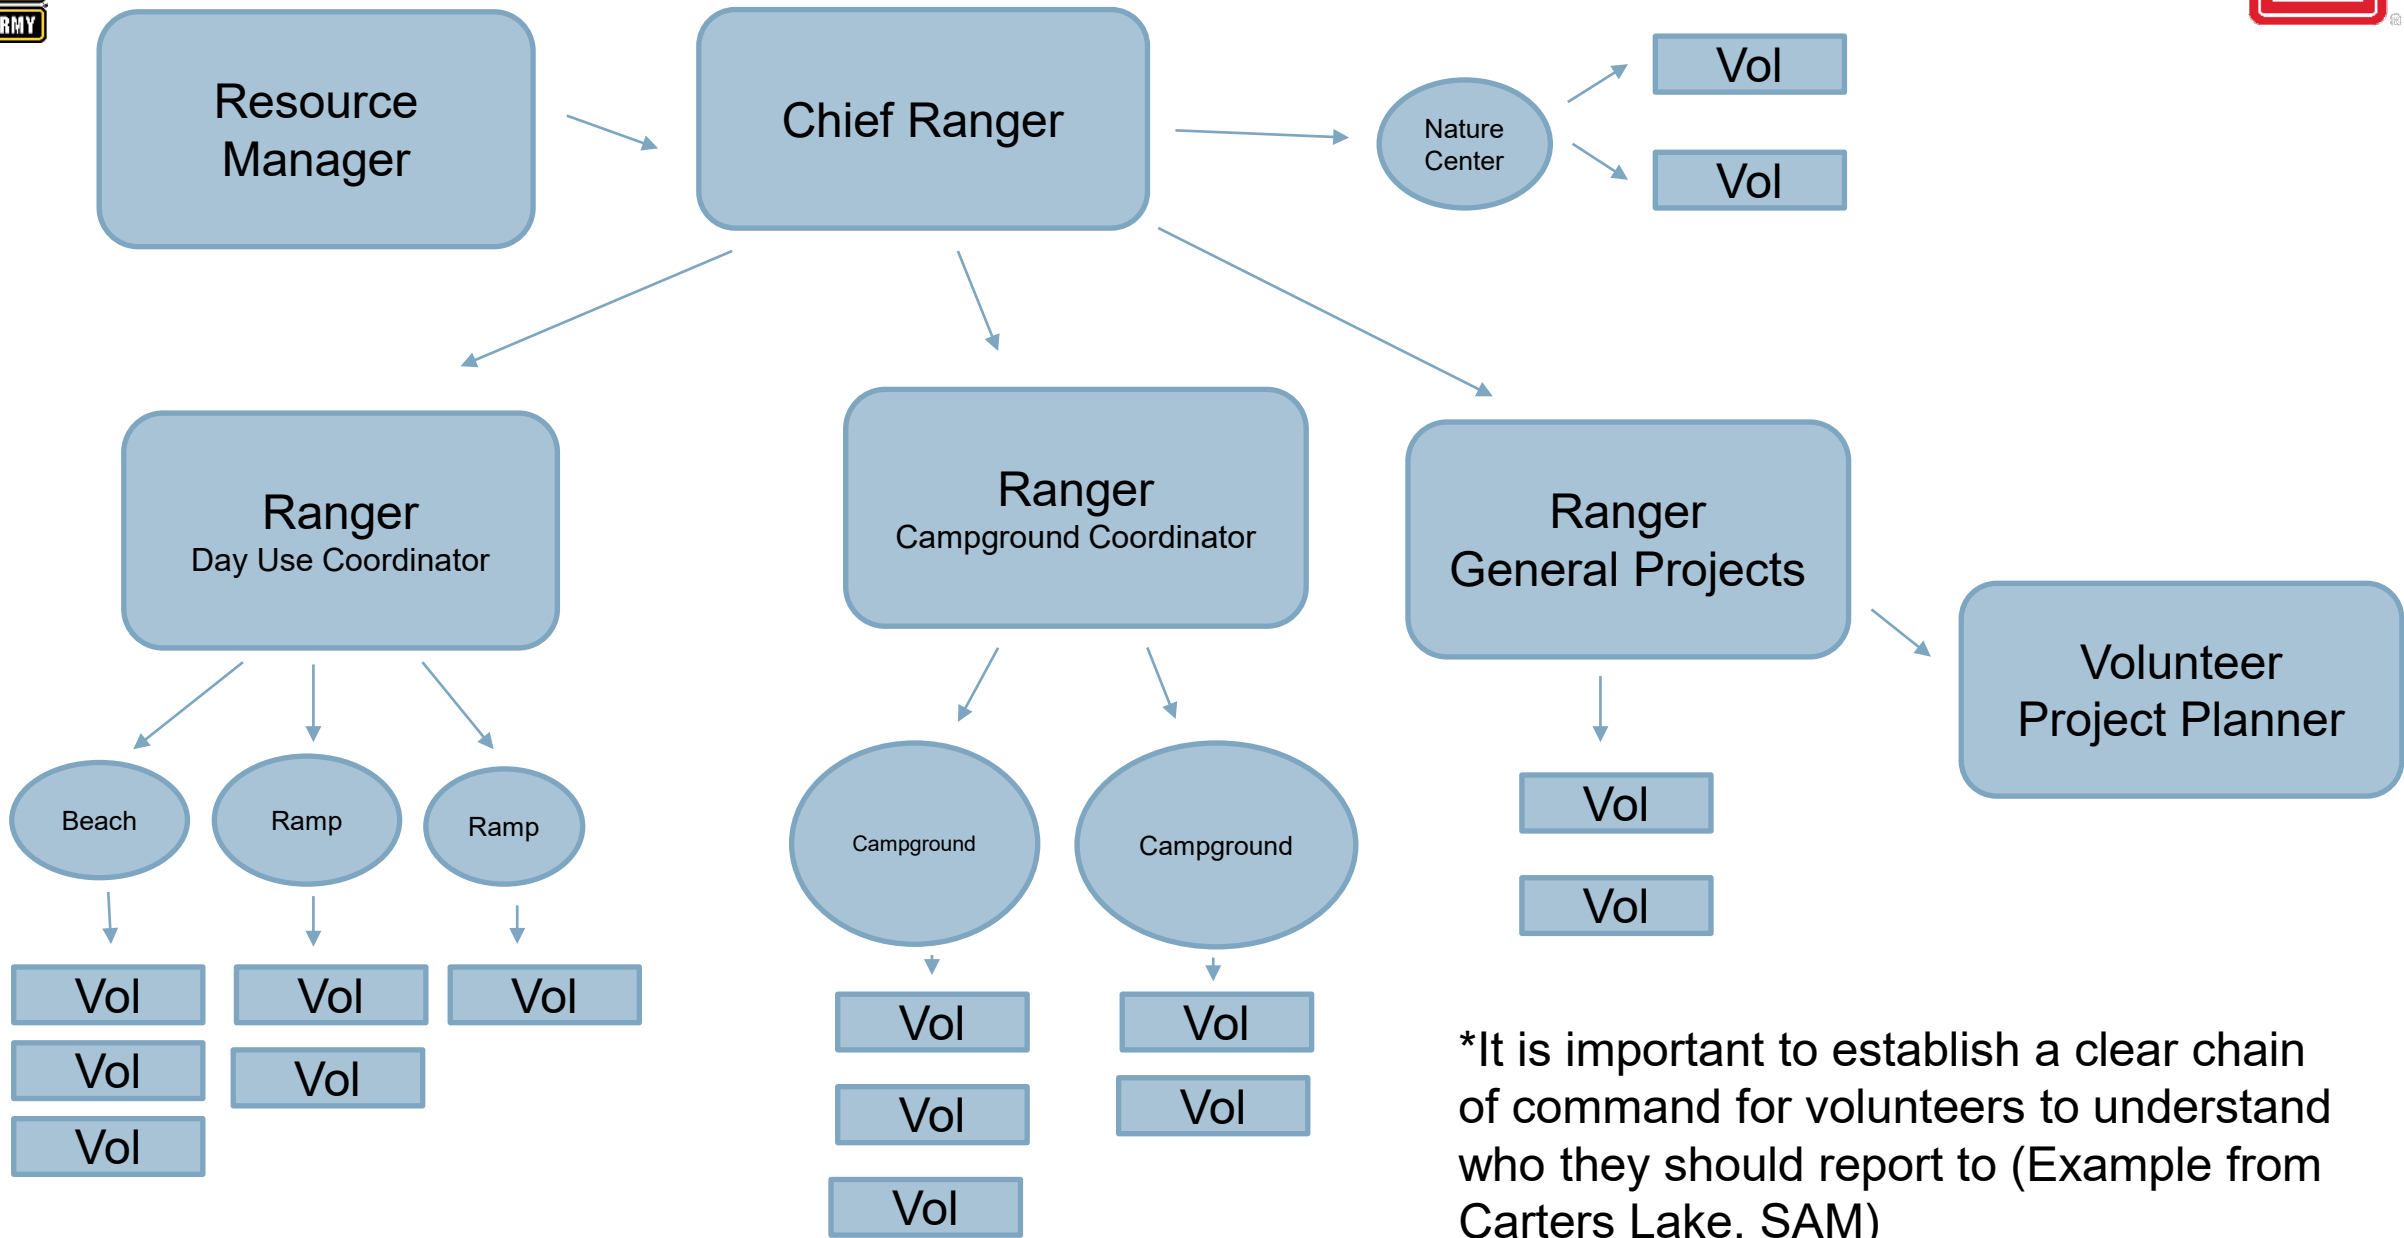 RMY
Resource
Manager
Chief Ranger
Nature
Center
Vol
Vol
Ranger
Day Use Coordinator
Ranger
Campground Coordinator
Ranger
General Projects
Volunteer
Project Planner
Beach
Ramp
Ramp
Campground
Campground
Vol
Vol
Vol
Vol
Vol
Vol
Vol
Vol
Vol
Vol
Vol
Vol
Vol
*It is important to establish a clear chain
of command for volunteers to understand
who they should report to (Example from
Carters Lake, SAM)